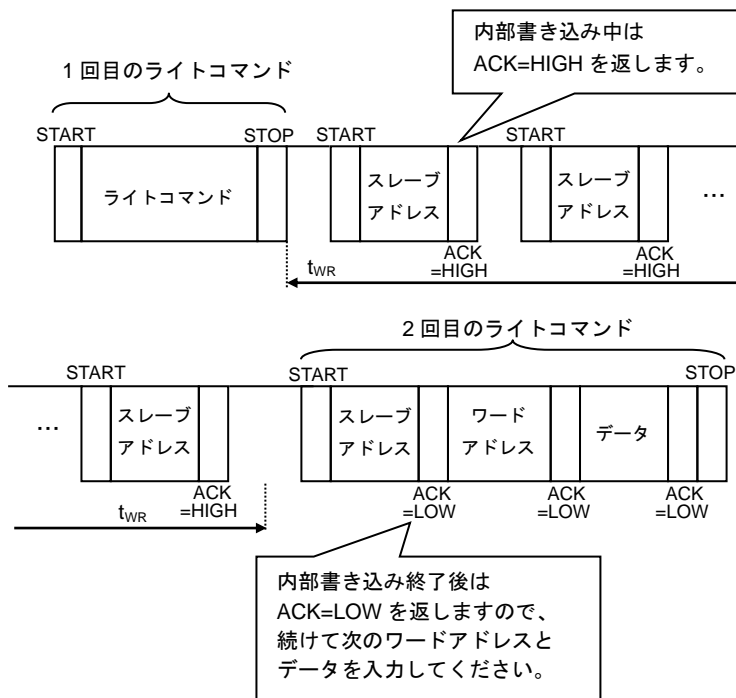 内部書き込み中は
ACK=HIGH を返します。
1 回目のライトコマンド
START STOP START START
ライトコマンド スレーブ スレーブ …
アドレス アドレス
ACK ACK
=HIGH =HIGH
tWR
2 回目のライトコマンド
START START STOP
… スレーブ スレーブ ワード データ
アドレス アドレス アドレス
ACK ACK ACK ACK
=HIGH =LOW =LOW =LOW
tWR
内部書き込み終了後は
ACK=LOW を返しますので、
続けて次のワードアドレスと
データを入力してください。